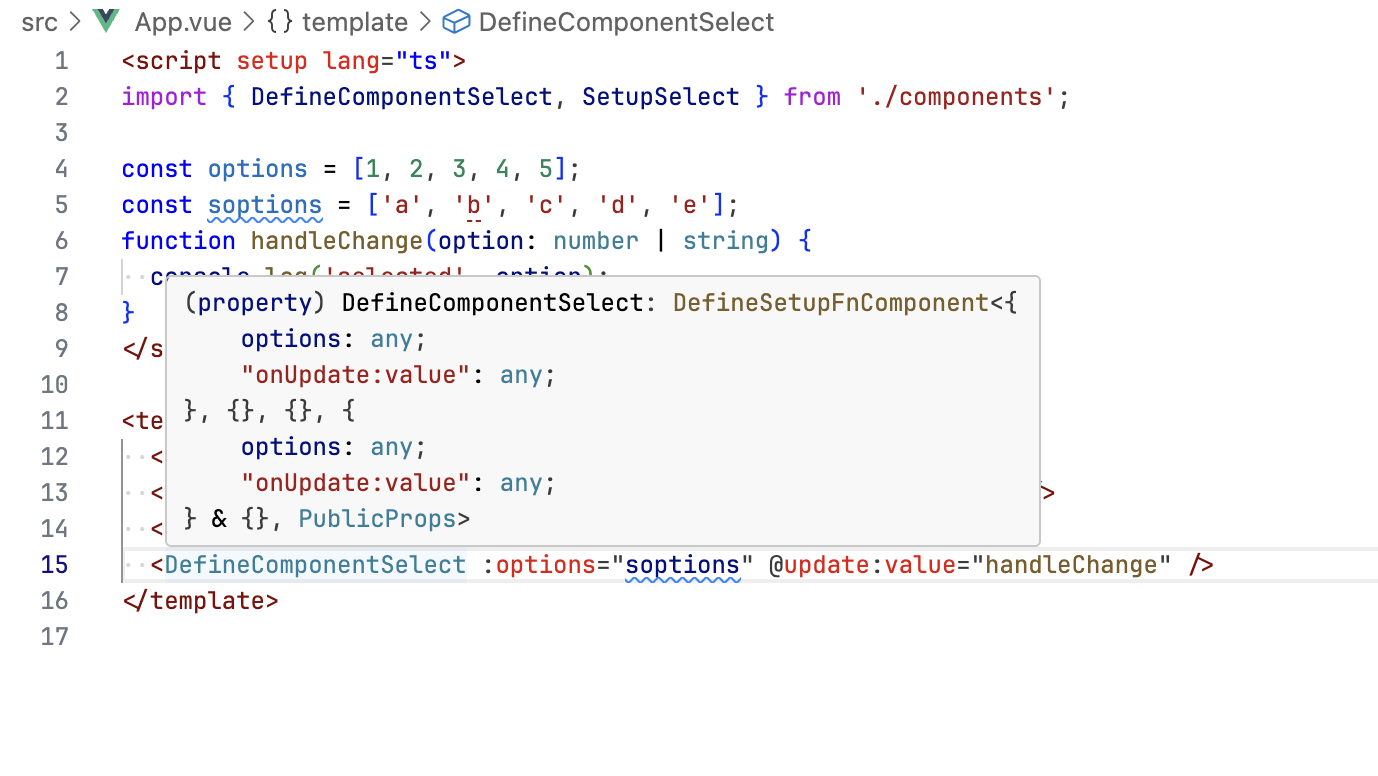 src > App.vue > {} template > DefineComponentSelect
1 <script setup lang="ts">
2 import { DefineComponentSelect, SetupSelect } from './components';
3
4 const options = [1, 2, 3, 4, 5];
5 const soptions = ['a', 'b', 'c', 'd', 'e'];
6 function handleChange(option: number | string) {
7 console.log('selected', option);
(property) DefineComponentSelect: DefineSetupFnComponent<{
8 }
options: any;
9 </s
"onUpdate:value": any;
10
}, {}, {}, {
11 <te
options: any;
12 <
"onUpdate:value": any;
13 < />
} & {}, PublicProps>
14 <
15 <DefineComponentSelect :options="soptions" @update:value="handleChange" />
16 </template>
17